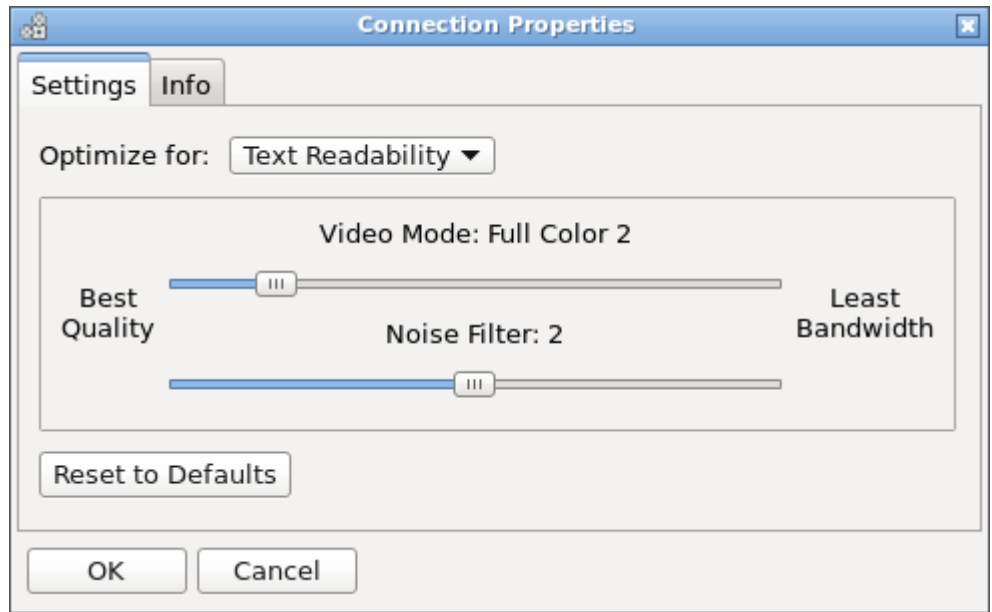 Connection Properties
Settings
Info
Optimize for:
Text Readability
Video Mode: Full Color 2
Best
Quality
Least
Bandwidth
Noise Filter: 2
Reset to Defaults
OK
Cancel